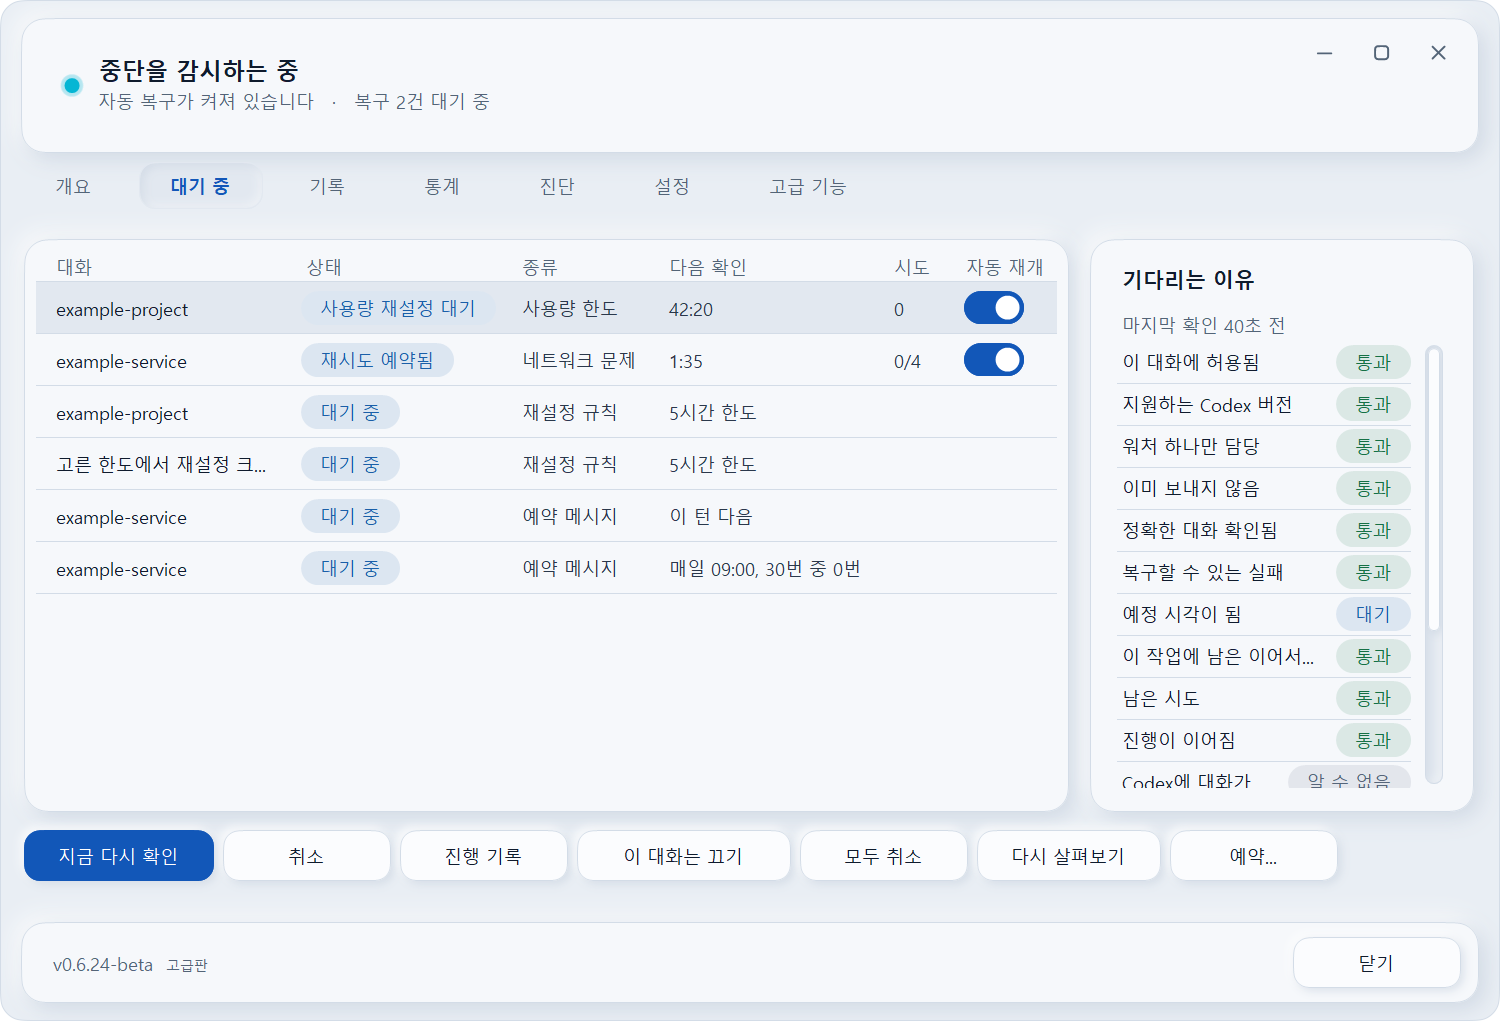 중단을 감시하는 중
자동 복구가 켜져 있습니다 · 복구 2건 대기 중
개요 대기 중 기록 통계 진단 설정 고급 기능
대화 상태 종류 다음 확인 시도 자동 재개
example-project 사용량 재설정 대기 사용량 한도 42:20 0
example-service 재시도 예약됨 네트워크 문제 1:35 0/4
example-project 대기 중 재설정 규칙 5시간 한도
고른 한도에서 재설정 크... 대기 중 재설정 규칙 5시간 한도
example-service 대기 중 예약 메시지 이 턴 다음
example-service 대기 중 예약 메시지 매일 09:00, 30번 중 0번
기다리는 이유
마지막 확인 40초 전
이 대화에 허용됨 통과
지원하는 Codex 버전 통과
워처 하나만 담당 통과
이미 보내지 않음 통과
정확한 대화 확인됨 통과
복구할 수 있는 실패 통과
예정 시각이 됨 대기
이 작업에 남은 이어서... 통과
남은 시도 통과
진행이 이어짐 통과
Codex에 대화가 알 수 없음
지금 다시 확인 취소 진행 기록 이 대화는 끄기 모두 취소 다시 살펴보기 예약...
v0.6.24-beta 고급판 닫기